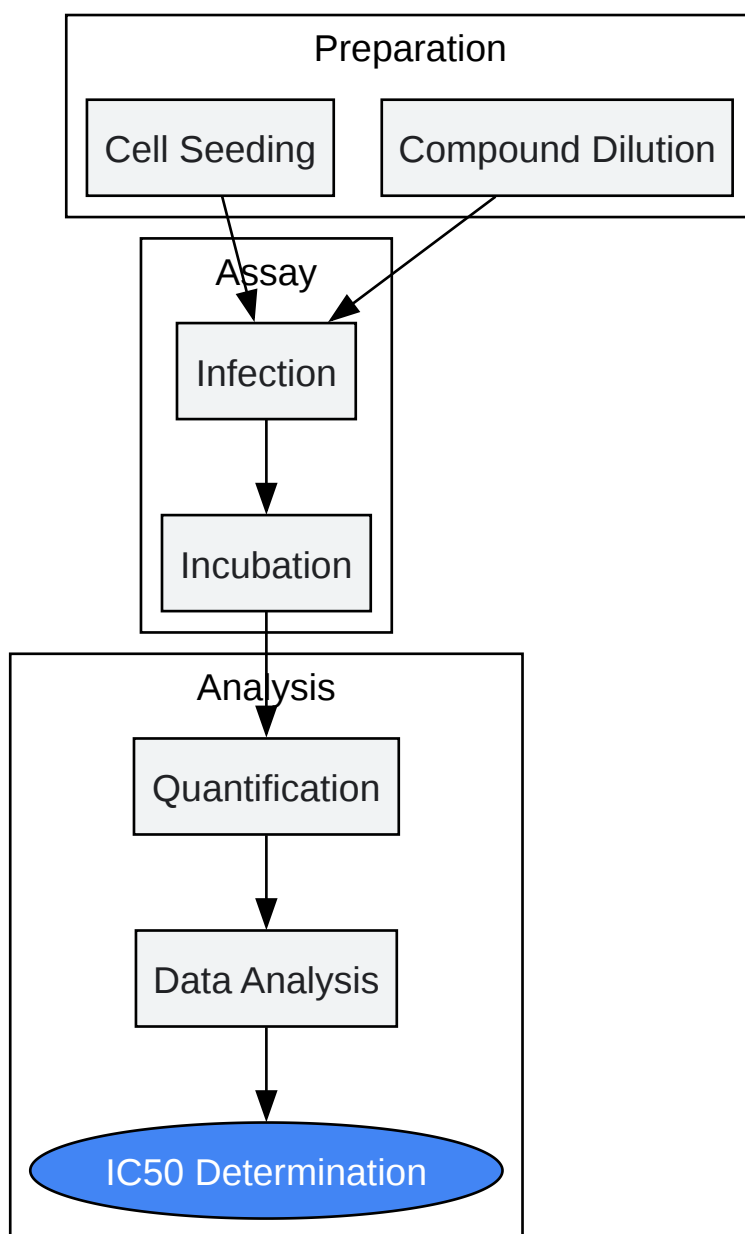 Preparation
Cell Seeding
Compound Dilution
Assay
Infection
Incubation
Analysis
Quantification
Data Analysis
IC50 Determination